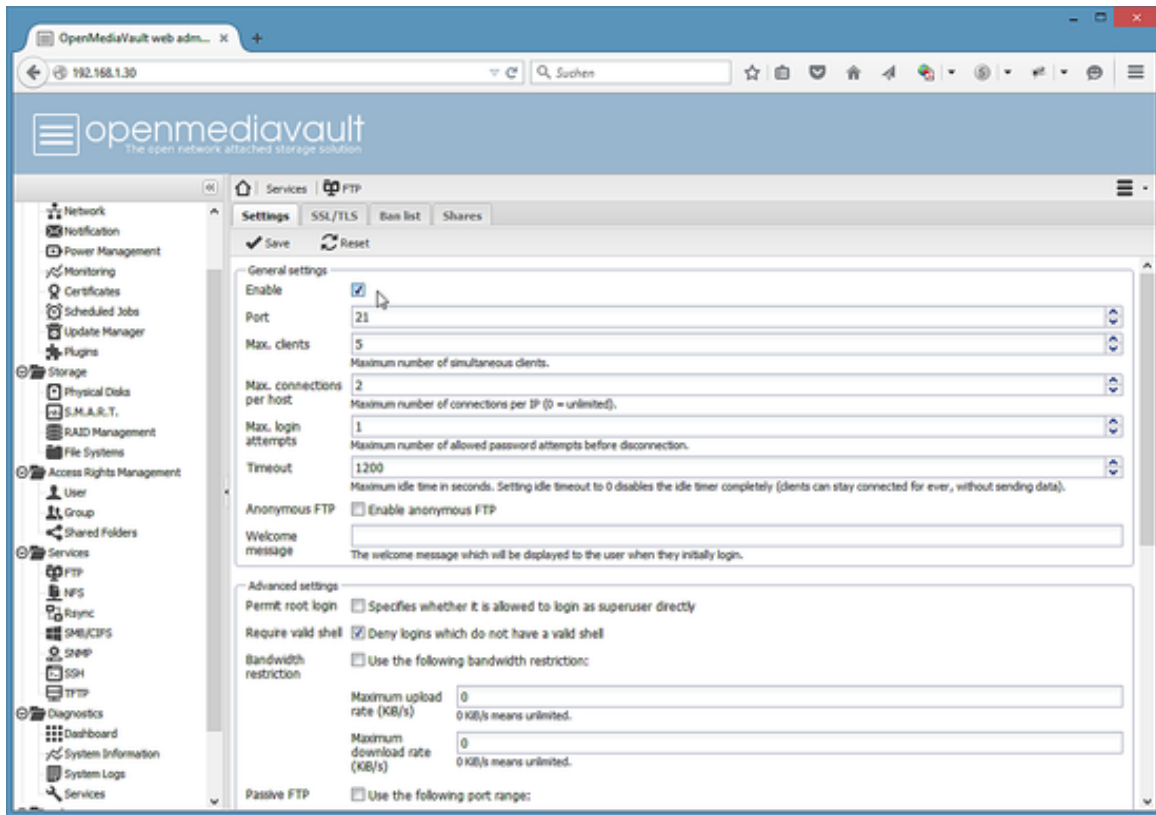 OpenMediaVault web adm...
192.168.1.30
Suchen
openmediavault
The open network attached storage solution
Network
Notification
Power Management
Monitoring
Certificates
Scheduled Jobs
Update Manager
Plugins
Storage
Physical Disks
S.M.A.R.T.
RAID Management
File Systems
Access Rights Management
User
Group
Shared Folders
Services
FTP
NFS
Rsync
SMB/CIFS
SNMP
SSH
TFTP
Diagnostics
Dashboard
System Information
System Logs
Services
Services FTP
Settings SSL/TLS Ban list Shares
Save Reset
General settings
Enable
Port 21
Max. clients 5
Maximum number of simultaneous clients.
Max. connections per host 2
Maximum number of connections per IP (0 = unlimited).
Max. login attempts 1
Maximum number of allowed password attempts before disconnection.
Timeout 1200
Maximum idle time in seconds. Setting idle timeout to 0 disables the idle timer completely (clients can stay connected for ever, without sending data).
Anonymous FTP Enable anonymous FTP
Welcome message
The welcome message which will be displayed to the user when they initially login.
Advanced settings
Permit root login Specifies whether it is allowed to login as superuser directly
Require valid shell Deny logins which do not have a valid shell
Bandwidth restriction Use the following bandwidth restriction:
Maximum upload rate (KiB/s) 0
0 KiB/s means unlimited.
Maximum download rate (KiB/s) 0
0 KiB/s means unlimited.
Passive FTP Use the following port range: